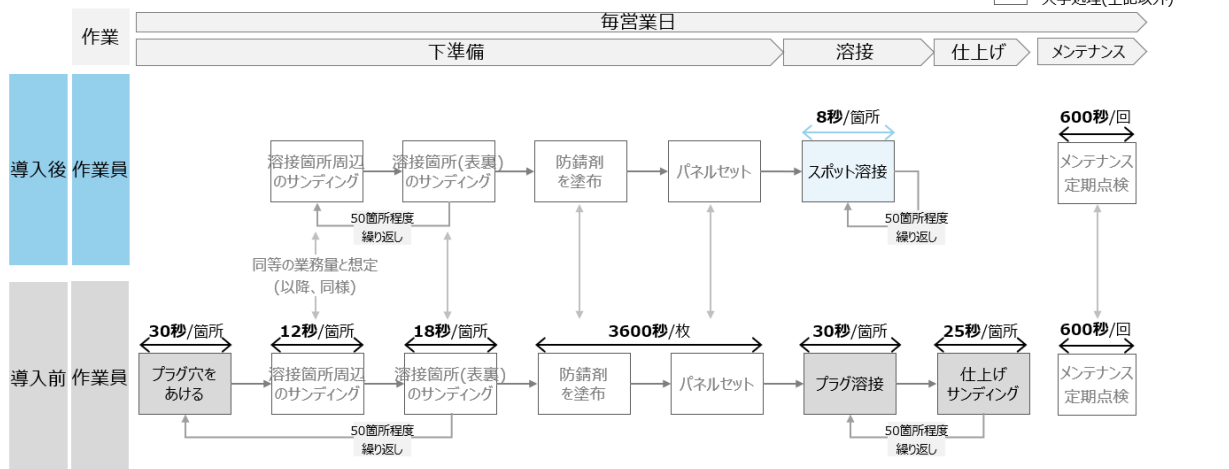 作業
毎営業日
下準備
溶接
仕上げ
メンテナンス
導入後
作業員
8秒/箇所
600秒/回
溶接箇所周辺
のサンディング
溶接箇所(表裏)
のサンディング
防錆剤
を塗布
パネルセット
スポット溶接
メンテナンス
定期点検
50箇所程度
繰り返し
50箇所程度
繰り返し
同等の業務量と想定
(以降、同様)
導入前
作業員
30秒/箇所
12秒/箇所
18秒/箇所
3600秒/枚
30秒/箇所
25秒/箇所
600秒/回
プラグ穴を
あける
溶接箇所周辺
のサンディング
溶接箇所(表裏)
のサンディング
防錆剤
を塗布
パネルセット
プラグ溶接
仕上げ
サンディング
メンテナンス
定期点検
50箇所程度
繰り返し
50箇所程度
繰り返し